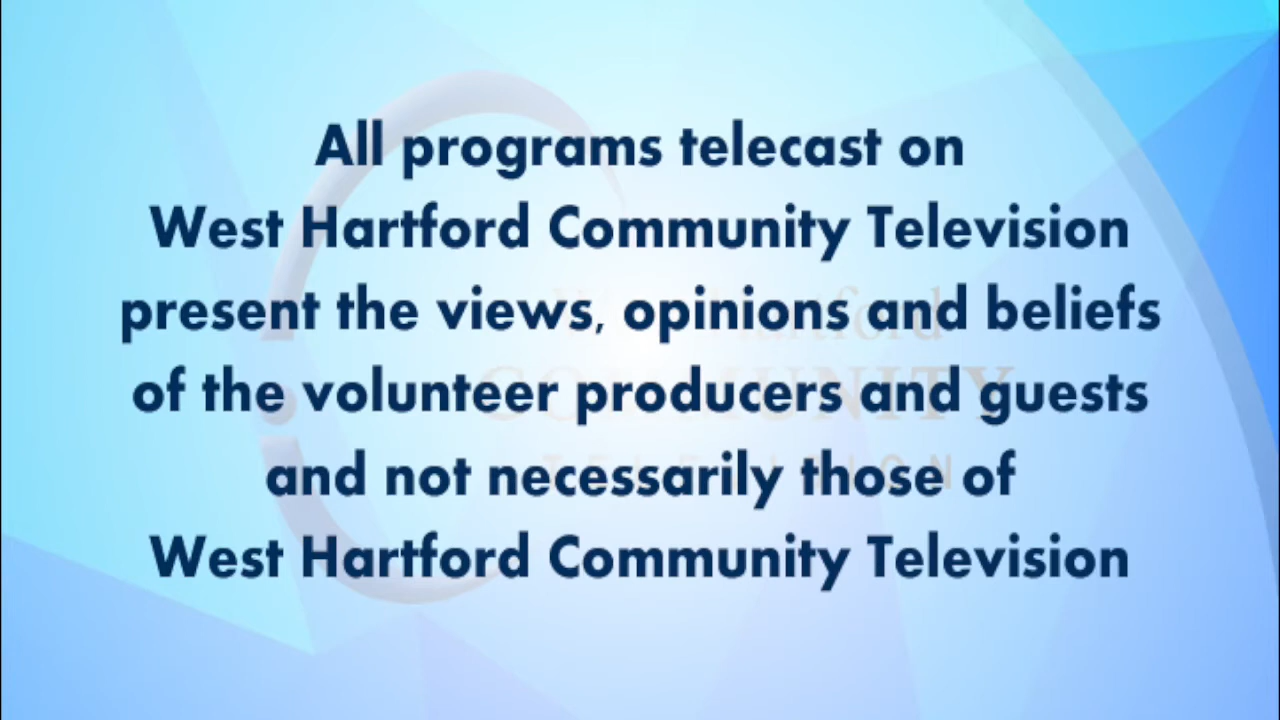 All programs telecast on
West Hartford Community Television
present the views, opinions and beliefs
of the volunteer producers and guests
and not necessarily those of
West Hartford Community Television